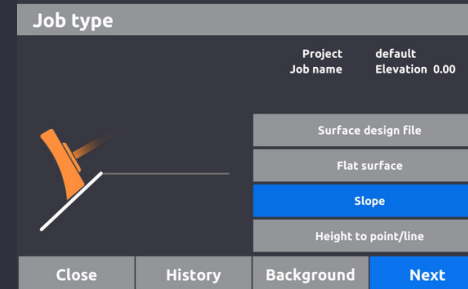 Job type
Project default
Job name Elevation 0.00
Surface design file
Flat surface
Slope
Height to point/line
Close History Background Next